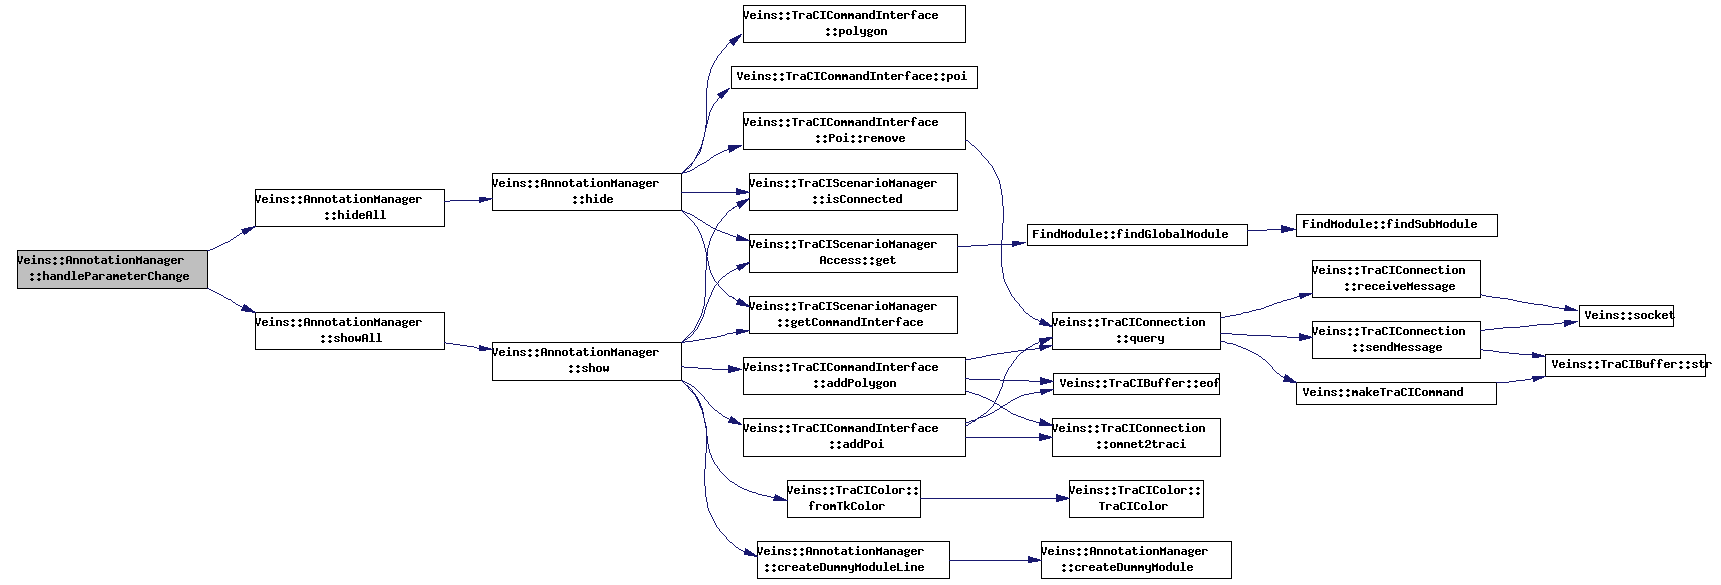 Veins::AnnotationManager
::handleParameterChange
Veins::AnnotationManager
::hideAll
Veins::AnnotationManager
::showAll
Veins::AnnotationManager
::hide
Veins::AnnotationManager
::show
Veins::TraCICommandInterface
::polygon
Veins::TraCICommandInterface::poi
Veins::TraCICommandInterface
::Poi::remove
Veins::TraCIScenarioManager
::isConnected
Veins::TraCIScenarioManager
Access::get
Veins::TraCIScenarioManager
::getCommandInterface
Veins::TraCICommandInterface
::addPolygon
Veins::TraCICommandInterface
::addPoi
Veins::TraCIColor::
fromTkColor
Veins::AnnotationManager
::createDummyModuleLine
FindModule::findGlobalModule
Veins::TraCIConnection
::query
Veins::TraCIBuffer::eof
Veins::TraCIConnection
::omnet2traci
Veins::TraCIColor::
TraCIColor
Veins::AnnotationManager
::createDummyModule
FindModule::findSubModule
Veins::TraCIConnection
::receiveMessage
Veins::TraCIConnection
::sendMessage
Veins::makeTraCICommand
Veins::socket
Veins::TraCIBuffer::str